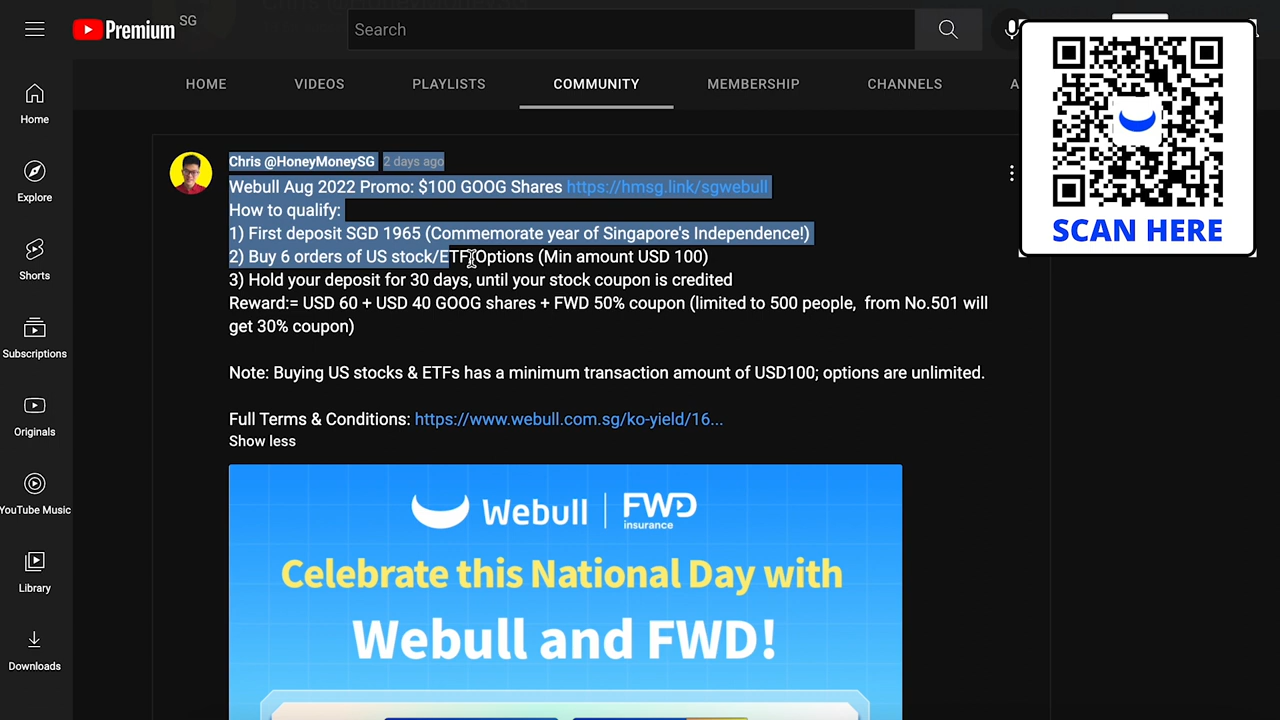 Premium SG
Search
HOME VIDEOS PLAYLISTS COMMUNITY MEMBERSHIP CHANNELS A
Home
Explore
Shorts
Subscriptions
Originals
YouTube Music
Library
Downloads
Chris @HoneyMoneySG 2 days ago
Webull Aug 2022 Promo: $100 GOOG Shares https://hmsg.link/sgwebull
How to qualify:
1) First deposit SGD 1965 (Commemorate year of Singapore's Independence!)
2) Buy 6 orders of US stock/ETF/Options (Min amount USD 100)
3) Hold your deposit for 30 days, until your stock coupon is credited
Reward:= USD 60 + USD 40 GOOG shares + FWD 50% coupon (limited to 500 people, from No.501 will
get 30% coupon)
Note: Buying US stocks & ETFs has a minimum transaction amount of USD100; options are unlimited.
Full Terms & Conditions: https://www.webull.com.sg/ko-yield/16...
Show less
Webull | FWD
insurance
Celebrate this National Day with
Webull and FWD!
SCAN HERE